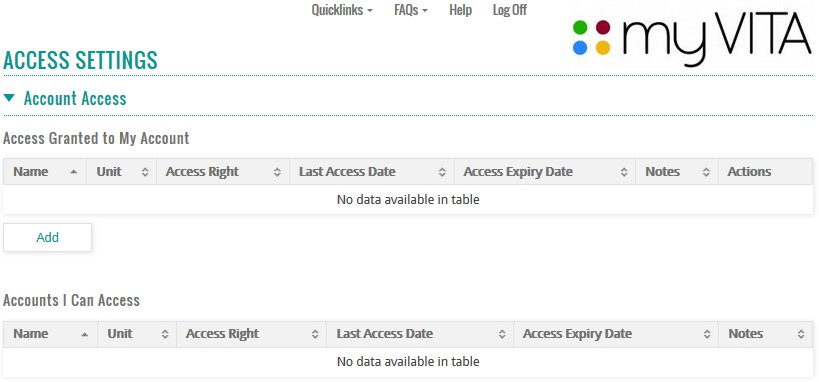 Quicklinks FAQs Help Log Off
my VITA
ACCESS SETTINGS
Account Access
Access Granted to My Account
Name Unit Access Right Last Access Date Access Expiry Date Notes Actions
No data available in table
Add
Accounts I Can Access
Name Unit Access Right Last Access Date Access Expiry Date Notes
No data available in table